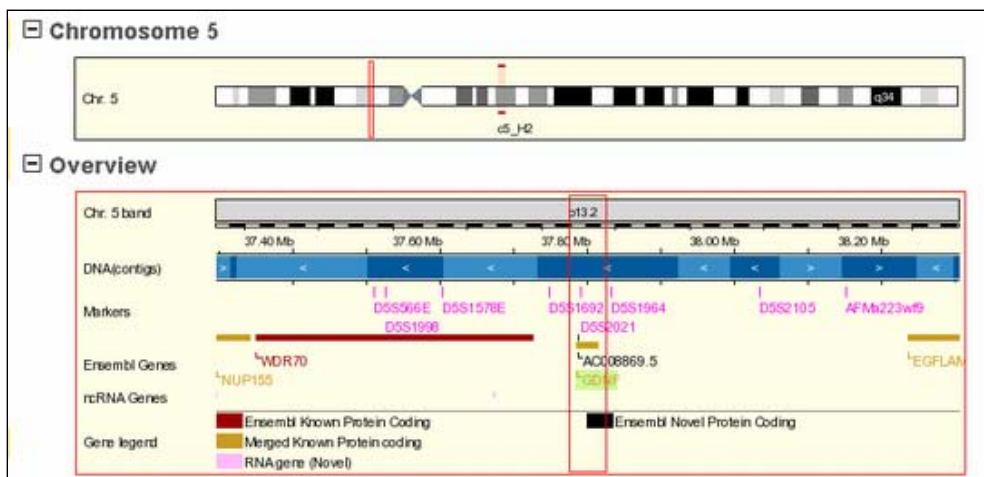 Chromosome 5
Chr. 5
q34
c5_H2
Overview
Chr. 5 band
p13.2
37.40 Mb 37.60 Mb 37.80 Mb 38.00 Mb 38.20 Mb
DNA(contigs)
Markers
D5S566E D5S1578E D5S1692 D5S1964 D5S2105 AFMa223wf9
D5S1998 D5S2021
Ensembl Genes
WDR70 AC008869.5 EGFLAM
NUP155 GDNF
ncRNA Genes
Ensembl Known Protein Coding Ensembl Novel Protein Coding
Gene legend
Merged Known Protein coding
RNA gene (Novel)